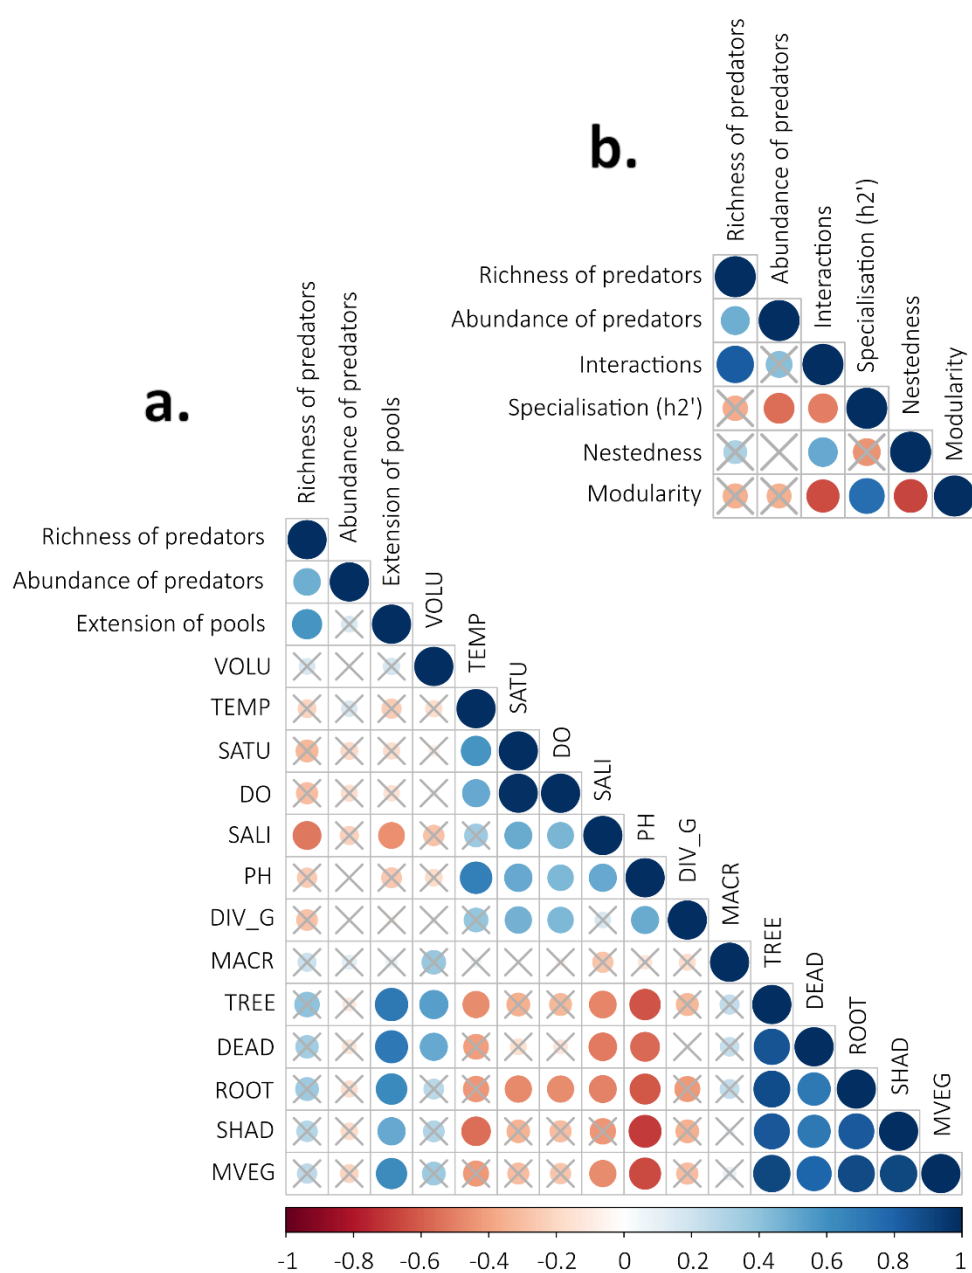 b.
Richness of predators
Abundance of predators
Interactions
Specialisation (h2')
Nestedness
Modularity
Richness of predators
Abundance of predators
Interactions
Specialisation (h2')
Nestedness
Modularity
a.
Richness of predators
Abundance of predators
Extension of pools
VOLU
TEMP
SATU
DO
SALI
PH
DIV_G
MACR
TREE
DEAD
ROOT
SHAD
MVEG
Richness of predators
Abundance of predators
Extension of pools
VOLU
TEMP
SATU
DO
SALI
PH
DIV_G
MACR
TREE
DEAD
ROOT
SHAD
MVEG
-1 -0.8 -0.6 -0.4 -0.2 0 0.2 0.4 0.6 0.8 1